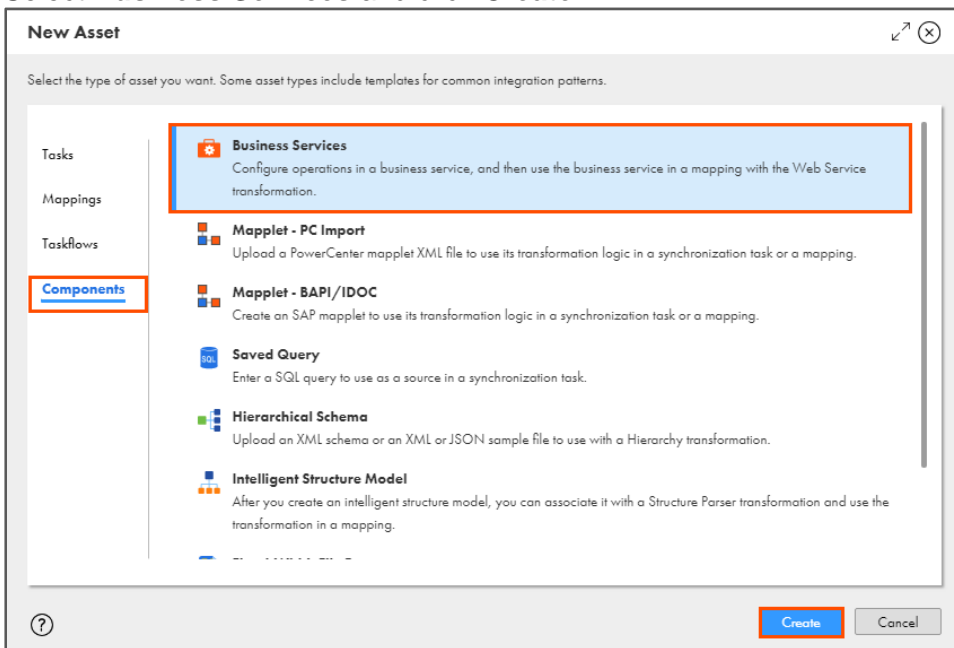 New Asset
Select the type of asset you want. Some asset types include templates for common integration patterns.
Tasks
Mappings
Taskflows
Components
Business Services
Configure operations in a business service, and then use the business service in a mapping with the Web Service
transformation.
Mapplet - PC Import
Upload a PowerCenter mapplet XML file to use its transformation logic in a synchronization task or a mapping.
Mapplet - BAPI/IDOC
Create an SAP mapplet to use its transformation logic in a synchronization task or a mapping.
SQL
Saved Query
Enter a SQL query to use as a source in a synchronization task.
Hierarchical Schema
Upload an XML schema or an XML or JSON sample file to use with a Hierarchy transformation.
Intelligent Structure Model
After you create an intelligent structure model, you can associate it with a Structure Parser transformation and use the
transformation in a mapping.
?
Create
Cancel